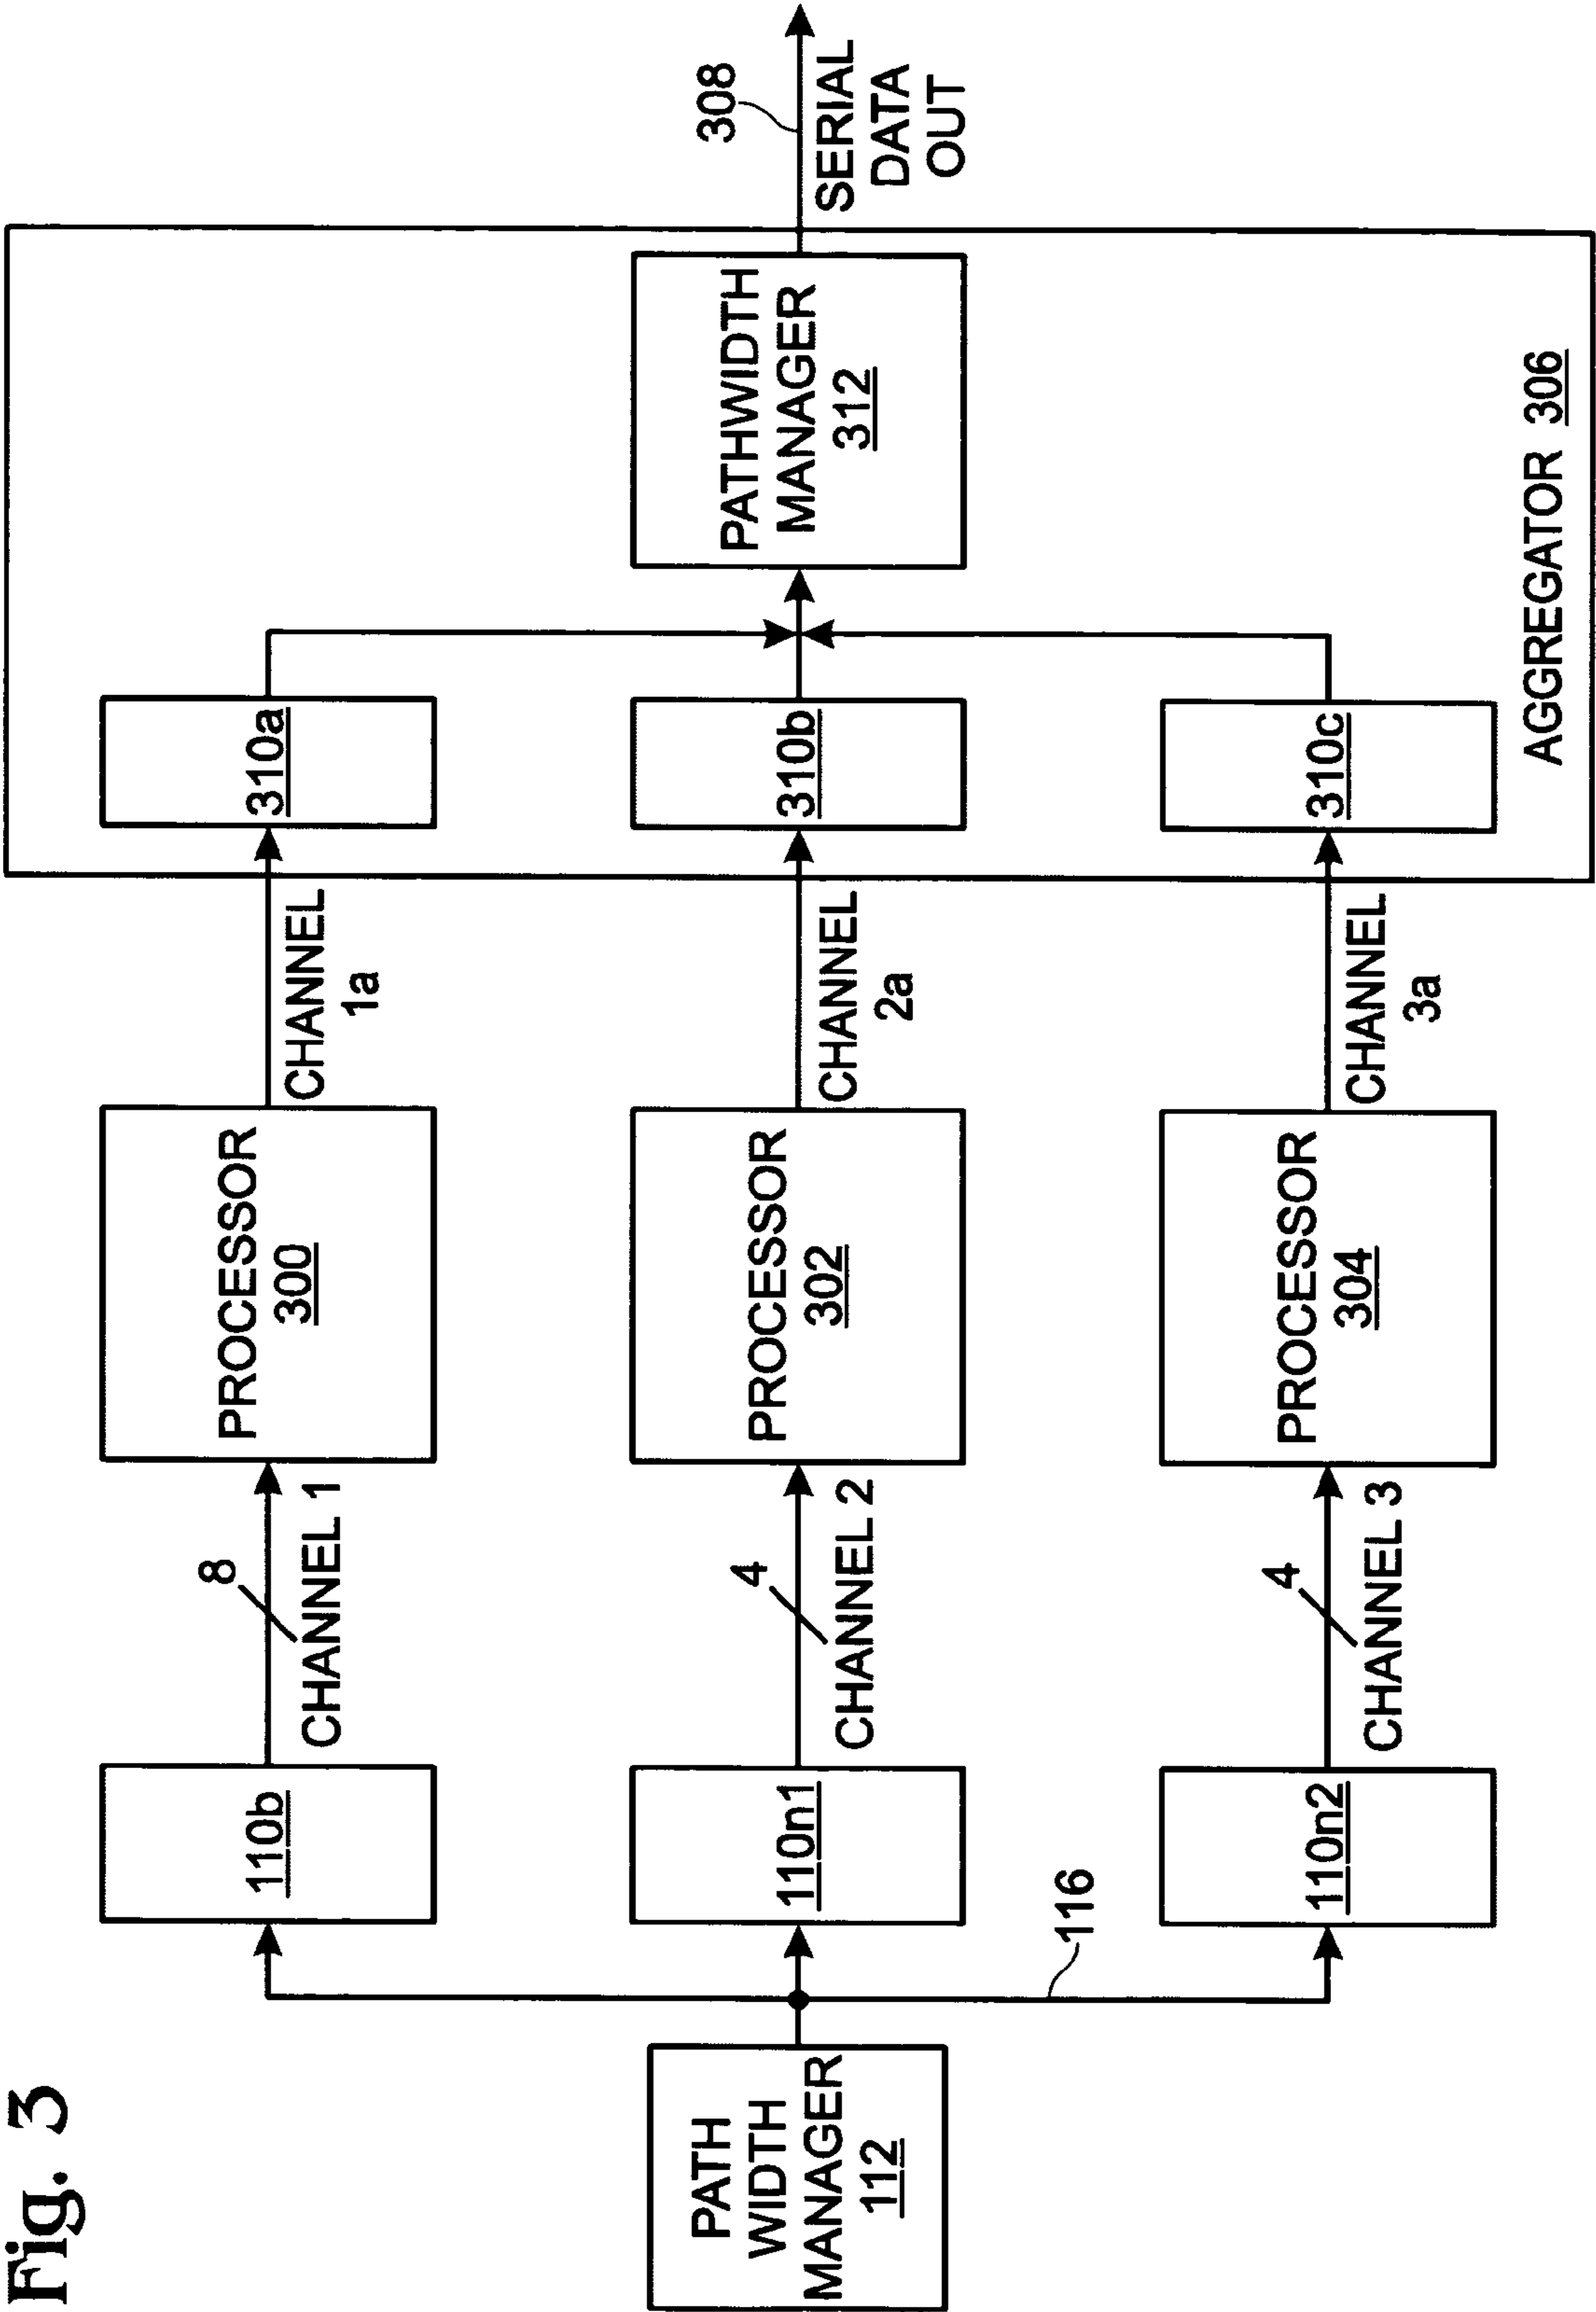 Fig. 3
PATH
WIDTH
MANAGER
112
116
110b
8
CHANNEL 1
PROCESSOR
300
CHANNEL
1a
310a
110n1
4
CHANNEL 2
PROCESSOR
302
CHANNEL
2a
310b
110n2
4
CHANNEL 3
PROCESSOR
304
CHANNEL
3a
310c
PATHWIDTH
MANAGER
312
AGGREGATOR 306
308
SERIAL
DATA
OUT